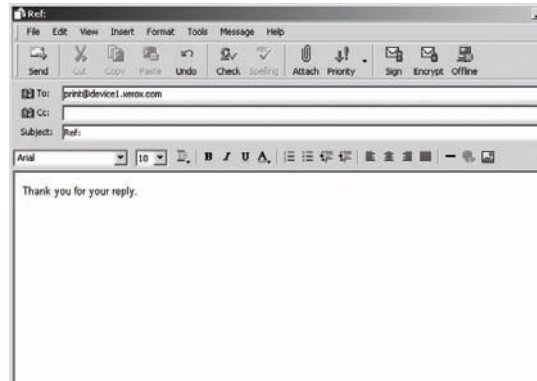 Ref:
File Edit View Insert Format Tools Message Help
Send Cut Copy Paste Undo Check Spelling Attach Priority Sign Encrypt Offline
To: print@device1.xerox.com
Cc:
Subject: Ref:
Arial 10 B I U A
Thank you for your reply.